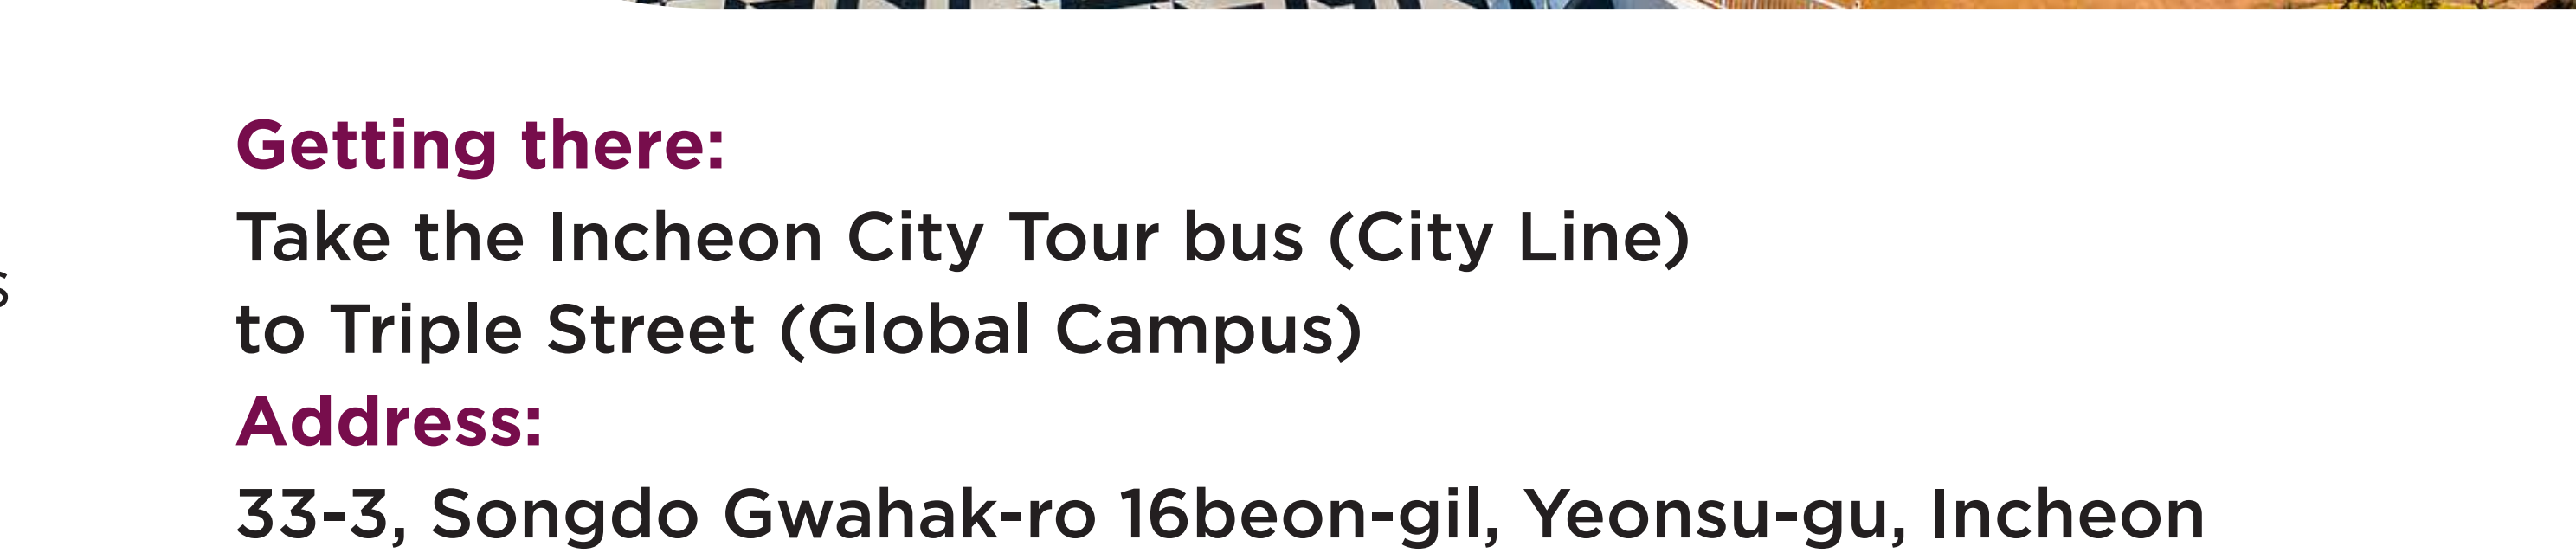 Getting there:
Take the Incheon City Tour bus (City Line)
to Triple Street (Global Campus)
Address:
33-3, Songdo Gwahak-ro 16beon-gil, Yeonsu-gu, Incheon